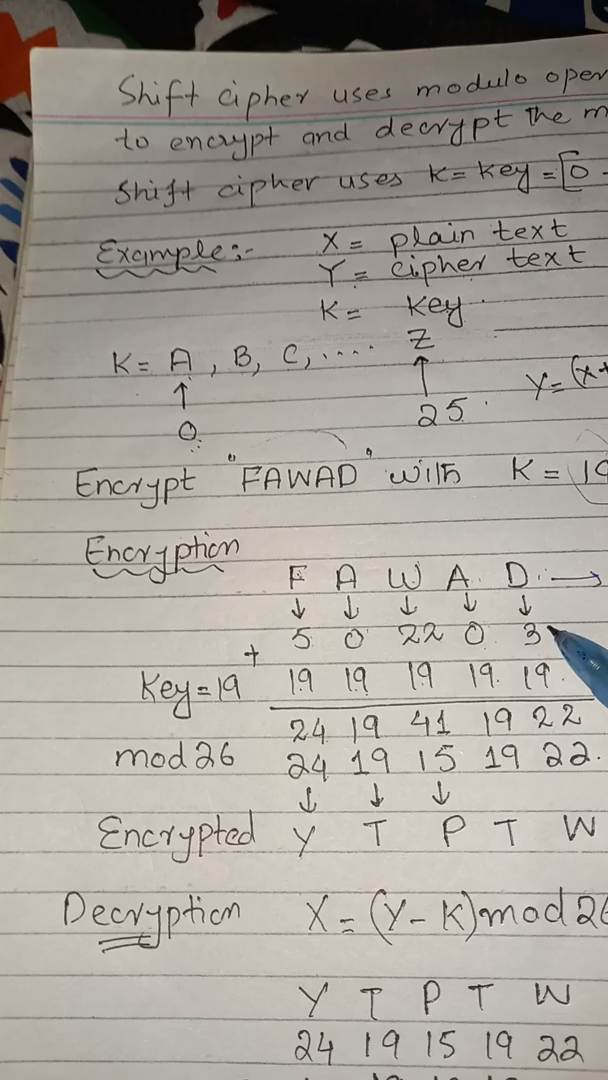 Shift cipher uses modulo oper
to encrypt and decrypt the m
Shift cipher uses K= Key =[0
Example:- X = plain text
Y = cipher text
K = Key
K= A, B, C, .... Z
↑ ↑
0 25
Y=(x+
Encrypt "FAWAD" with K = 19
Encryption
F A W A D →
↓ ↓ ↓ ↓ ↓
+ 5 0 22 0 3
Key=19 19 19 19 19 19
24 19 41 19 22
mod 26 24 19 15 19 22
↓ ↓ ↓
Encrypted Y T P T W
Decryption X = (Y- K) mod 26
Y T P T W
24 19 15 19 22